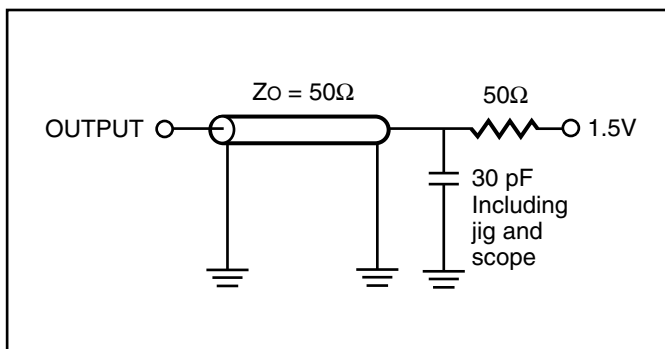 Zo = 50Ω
50Ω
OUTPUT
1.5V
30 pF
Including
jig and
scope